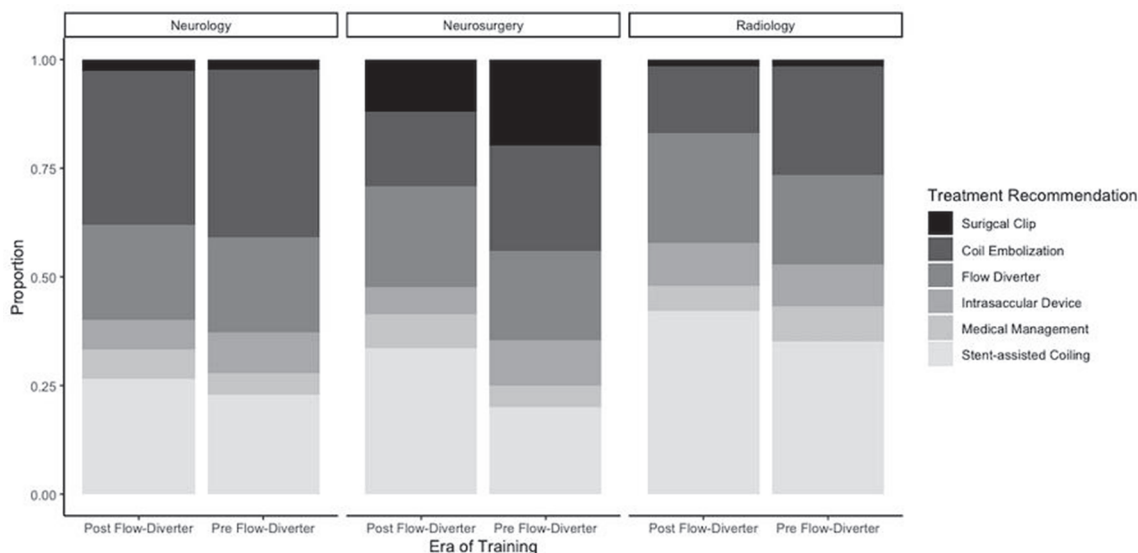 Neurology
Neurosurgery
Radiology
1.00
0.75
0.50
0.25
0.00
Proportion
Post Flow-Diverter Pre Flow-Diverter
Post Flow-Diverter Pre Flow-Diverter
Post Flow-Diverter Pre Flow-Diverter
Era of Training
Treatment Recommendation
Surigcal Clip
Coil Embolization
Flow Diverter
Intrasaccular Device
Medical Management
Stent-assisted Coiling